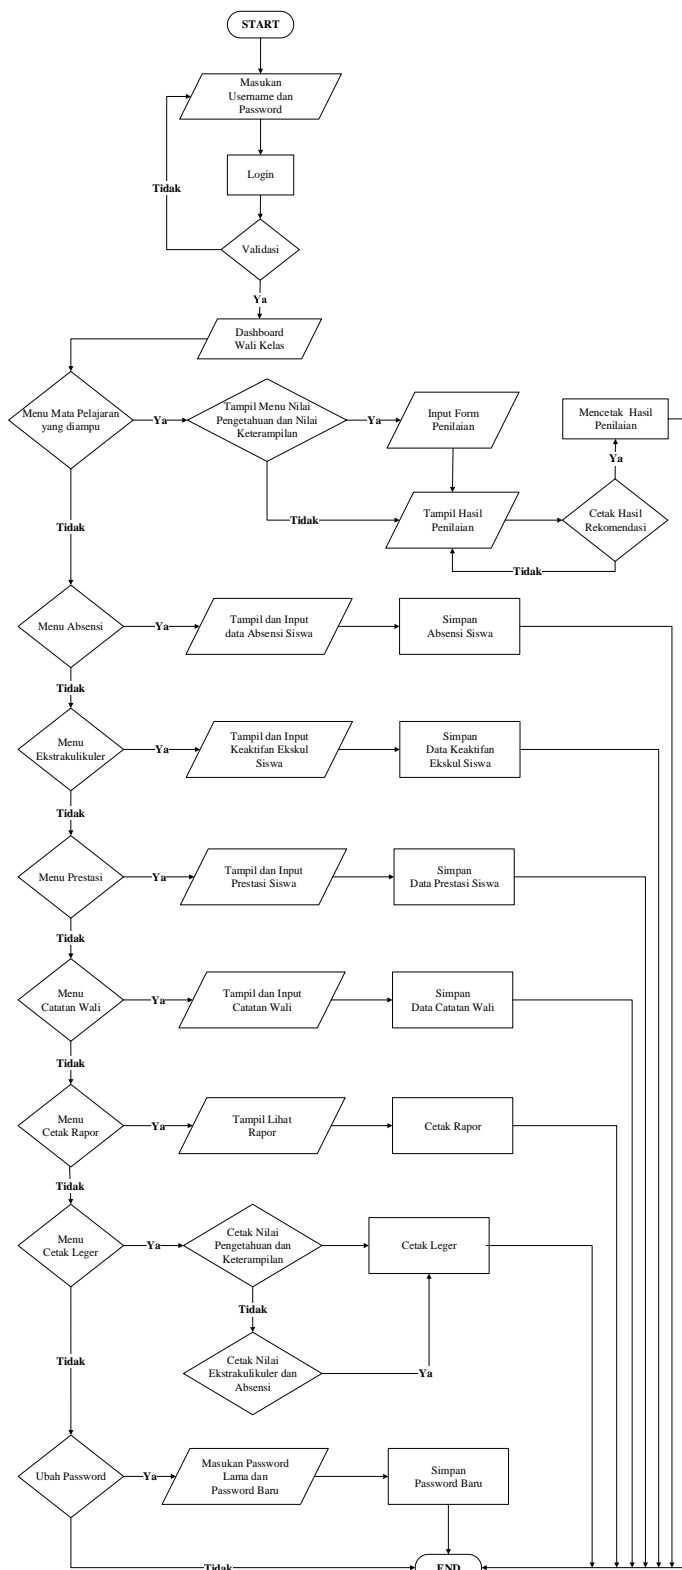 START
Masukan
Username dan
Password
Login
Tidak
Validasi
Ya
Dashboard
Wali Kelas
Menu Mata Pelajaran
yang diampu
Ya
Tampil Menu Nilai
Pengetahuan dan Nilai
Keterampilan
Ya
Input Form
Penilaian
Mencetak Hasil
Penilaian
Ya
Tidak
Tidak
Tampil Hasil
Penilaian
Cetak Hasil
Rekomendasi
Tidak
Menu Absensi
Ya
Tampil dan Input
data Absensi Siswa
Simpan
Absensi Siswa
Tidak
Menu
Ekstrakulikuler
Ya
Tampil dan Input
Keaktifan Ekskul
Siswa
Simpan
Data Keaktifan
Ekskul Siswa
Tidak
Menu Prestasi
Ya
Tampil dan Input
Prestasi Siswa
Simpan
Data Prestasi Siswa
Tidak
Menu
Catatan Wali
Ya
Tampil dan Input
Catatan Wali
Simpan
Data Catatan Wali
Tidak
Menu
Cetak Rapor
Ya
Tampil Lihat
Rapor
Cetak Rapor
Tidak
Menu
Cetak Leger
Ya
Cetak Nilai
Pengetahuan dan
Keterampilan
Cetak Leger
Tidak
Tidak
Cetak Nilai
Ekstrakulikuler dan
Absensi
Ya
Ubah Password
Ya
Masukan Password
Lama dan
Password Baru
Simpan
Password Baru
Tidak
END